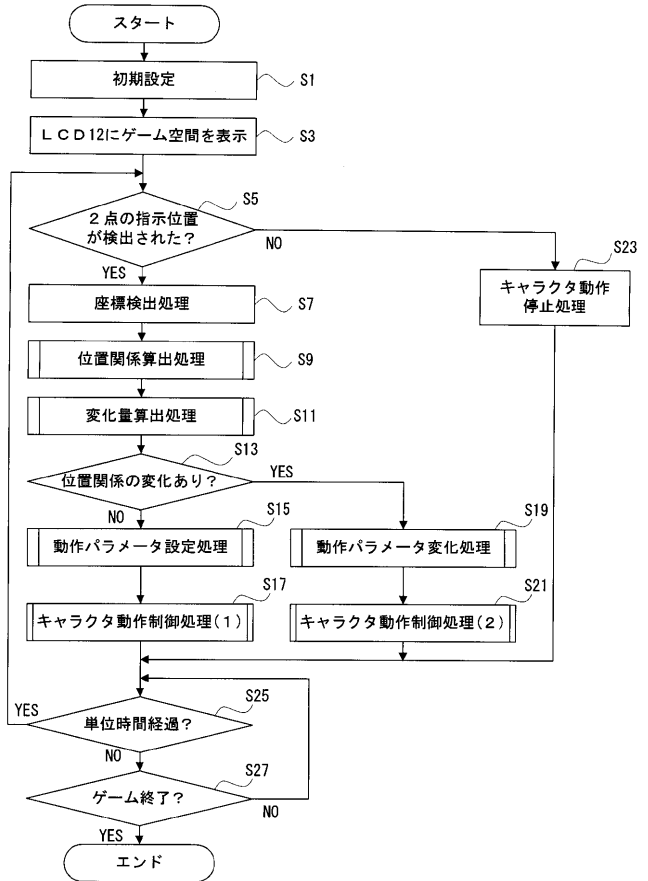 スタート
初期設定
S1
LCD12にゲーム空間を表示
S3
2点の指示位置
が検出された?
S5
NO
YES
S23
キャラクタ動作
停止処理
座標検出処理
S7
位置関係算出処理
S9
変化量算出処理
S11
S13
位置関係の変化あり?
YES
NO
S15
動作パラメータ設定処理
S19
動作パラメータ変化処理
S17
キャラクタ動作制御処理(1)
S21
キャラクタ動作制御処理(2)
S25
YES
単位時間経過?
NO
S27
ゲーム終了?
NO
YES
エンド